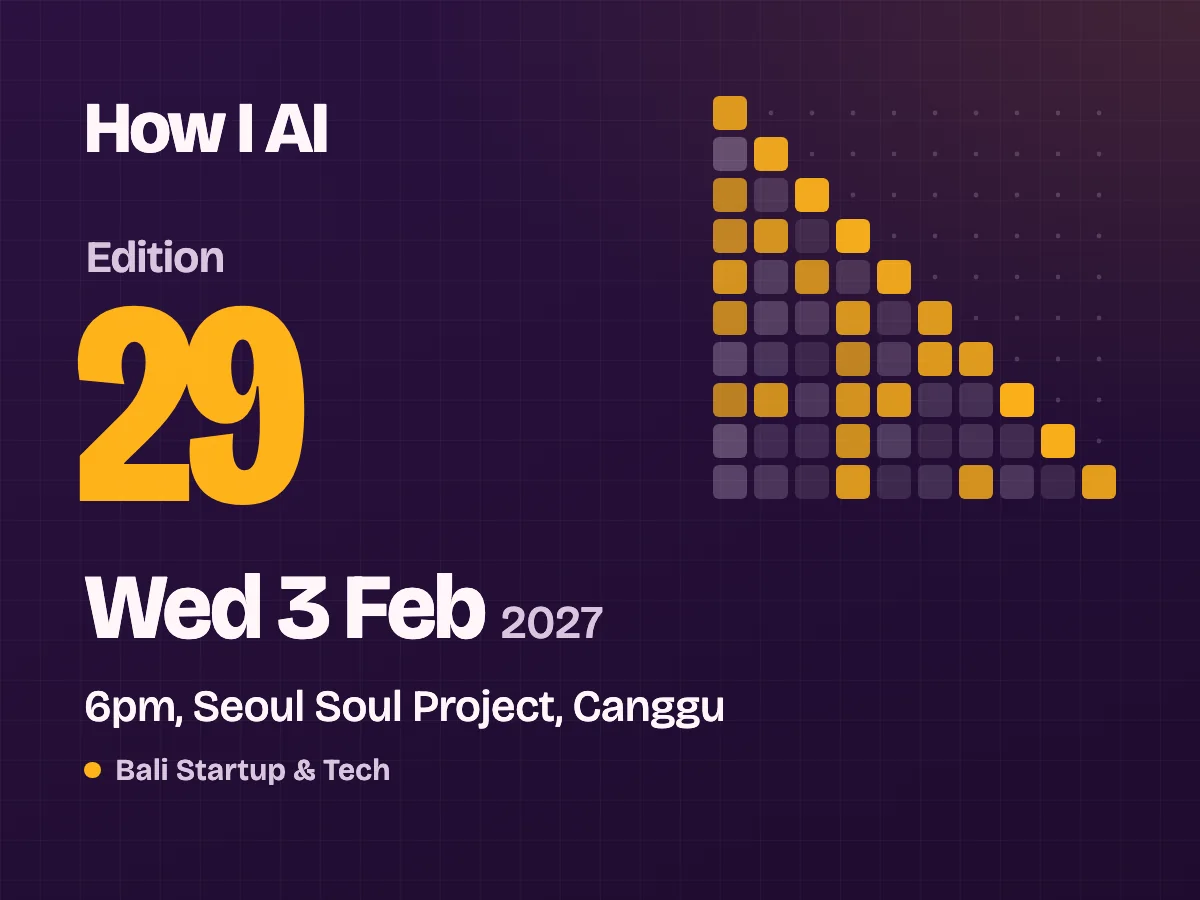 How I AI
Edition
29
Wed 3 Feb 2027
6pm, Seoul Soul Project, Canggu
Bali Startup & Tech